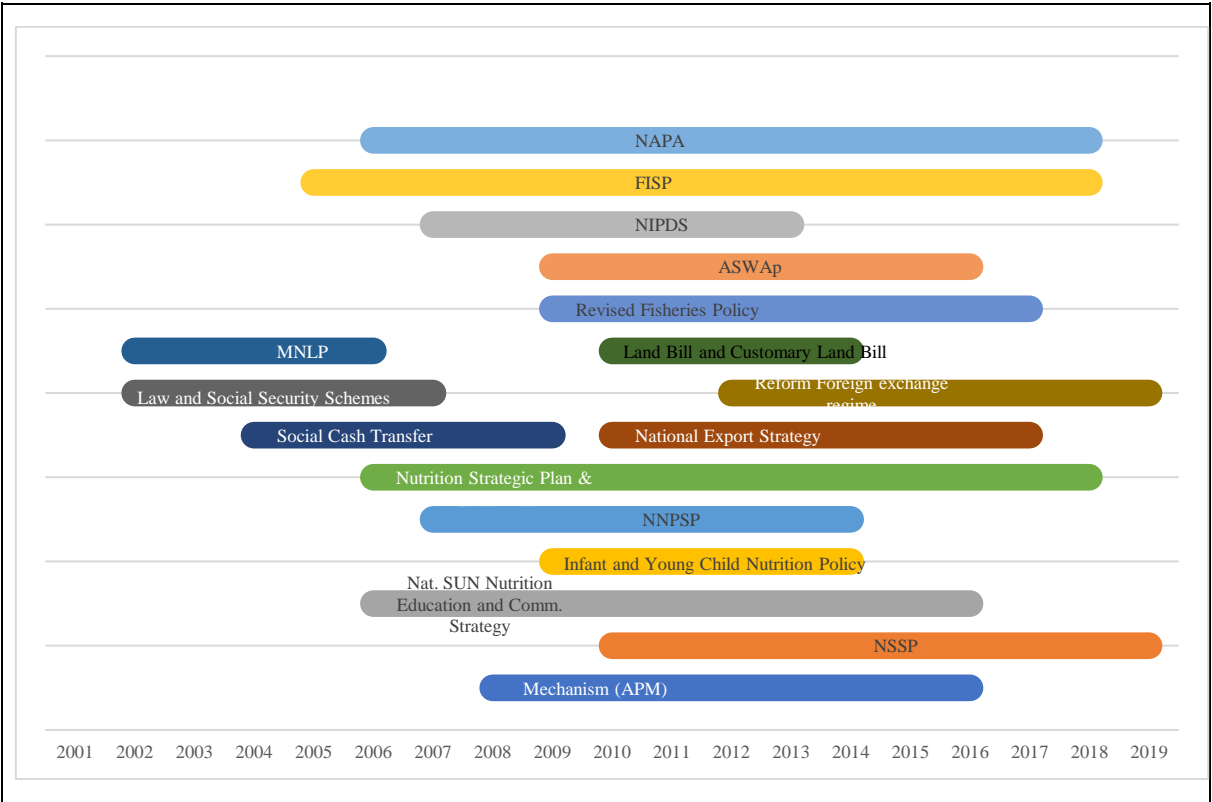 NAPA
FISP
NIPDS
ASWAp
Revised Fisheries Policy
MNLP
Land Bill and Customary Land Bill
Law and Social Security Schemes
Reform Foreign exchange
regime
Social Cash Transfer
National Export Strategy
Nutrition Strategic Plan &
NNPSP
Infant and Young Child Nutrition Policy
Nat. SUN Nutrition
Education and Comm.
Strategy
NSSP
Mechanism (APM)
2001 2002 2003 2004 2005 2006 2007 2008 2009 2010 2011 2012 2013 2014 2015 2016 2017 2018 2019